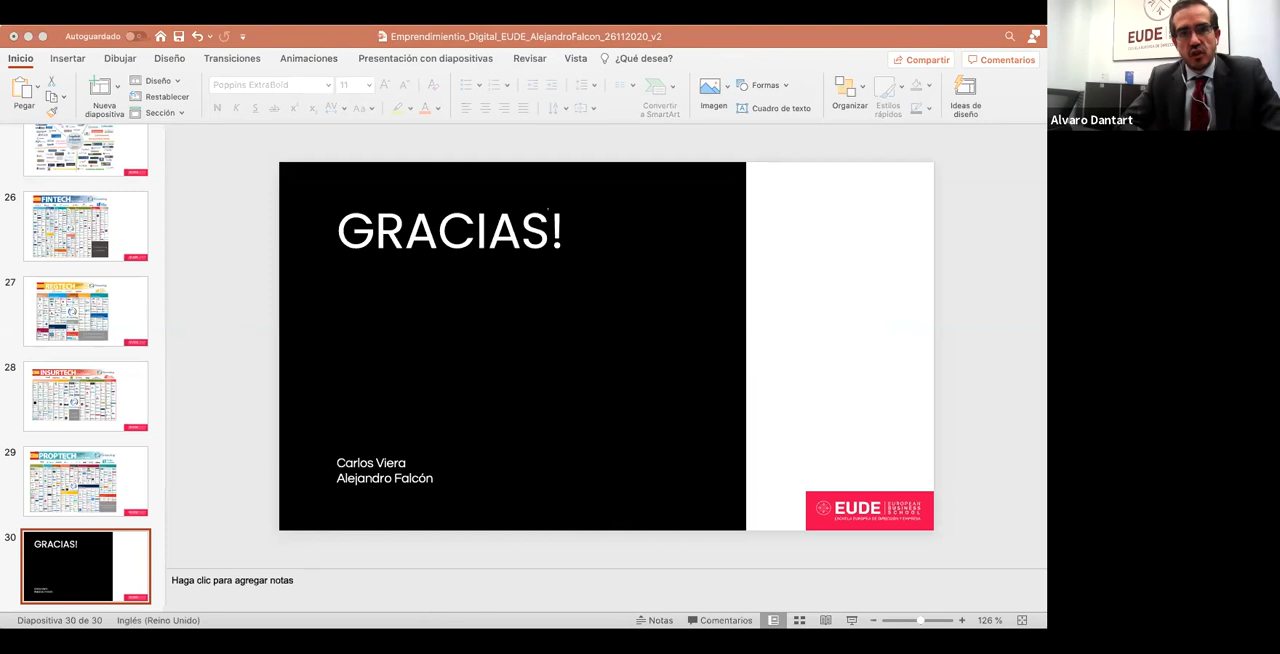 Autoguardado
Emprendimientio_Digital_EUDE_AlejandroFalcon_26112020_v2
Inicio
Insertar
Dibujar
Diseño
Transiciones
Animaciones
Presentación con diapositivas
Revisar
Vista
¿Qué desea?
Compartir
Comentarios
Pegar
Nueva
diapositiva
Diseño
Restablecer
Sección
Poppins ExtraBold
11
Convertir
a SmartArt
Imagen
Formas
Cuadro de texto
Organizar
Estilos
rápidos
Ideas de
diseño
EUDE
Alvaro Dantart
26
FINTECH
27
REGTECH
28
INSURTECH
29
PROPTECH
30
GRACIAS!
GRACIAS!
Carlos Viera
Alejandro Falcón
EUDE
EUROPEAN
BUSINESS
SCHOOL
ESCUELA EUROPEA DE DIRECCIÓN Y EMPRESA
Haga clic para agregar notas
Diapositiva 30 de 30
Inglés (Reino Unido)
Notas
Comentarios
126 %